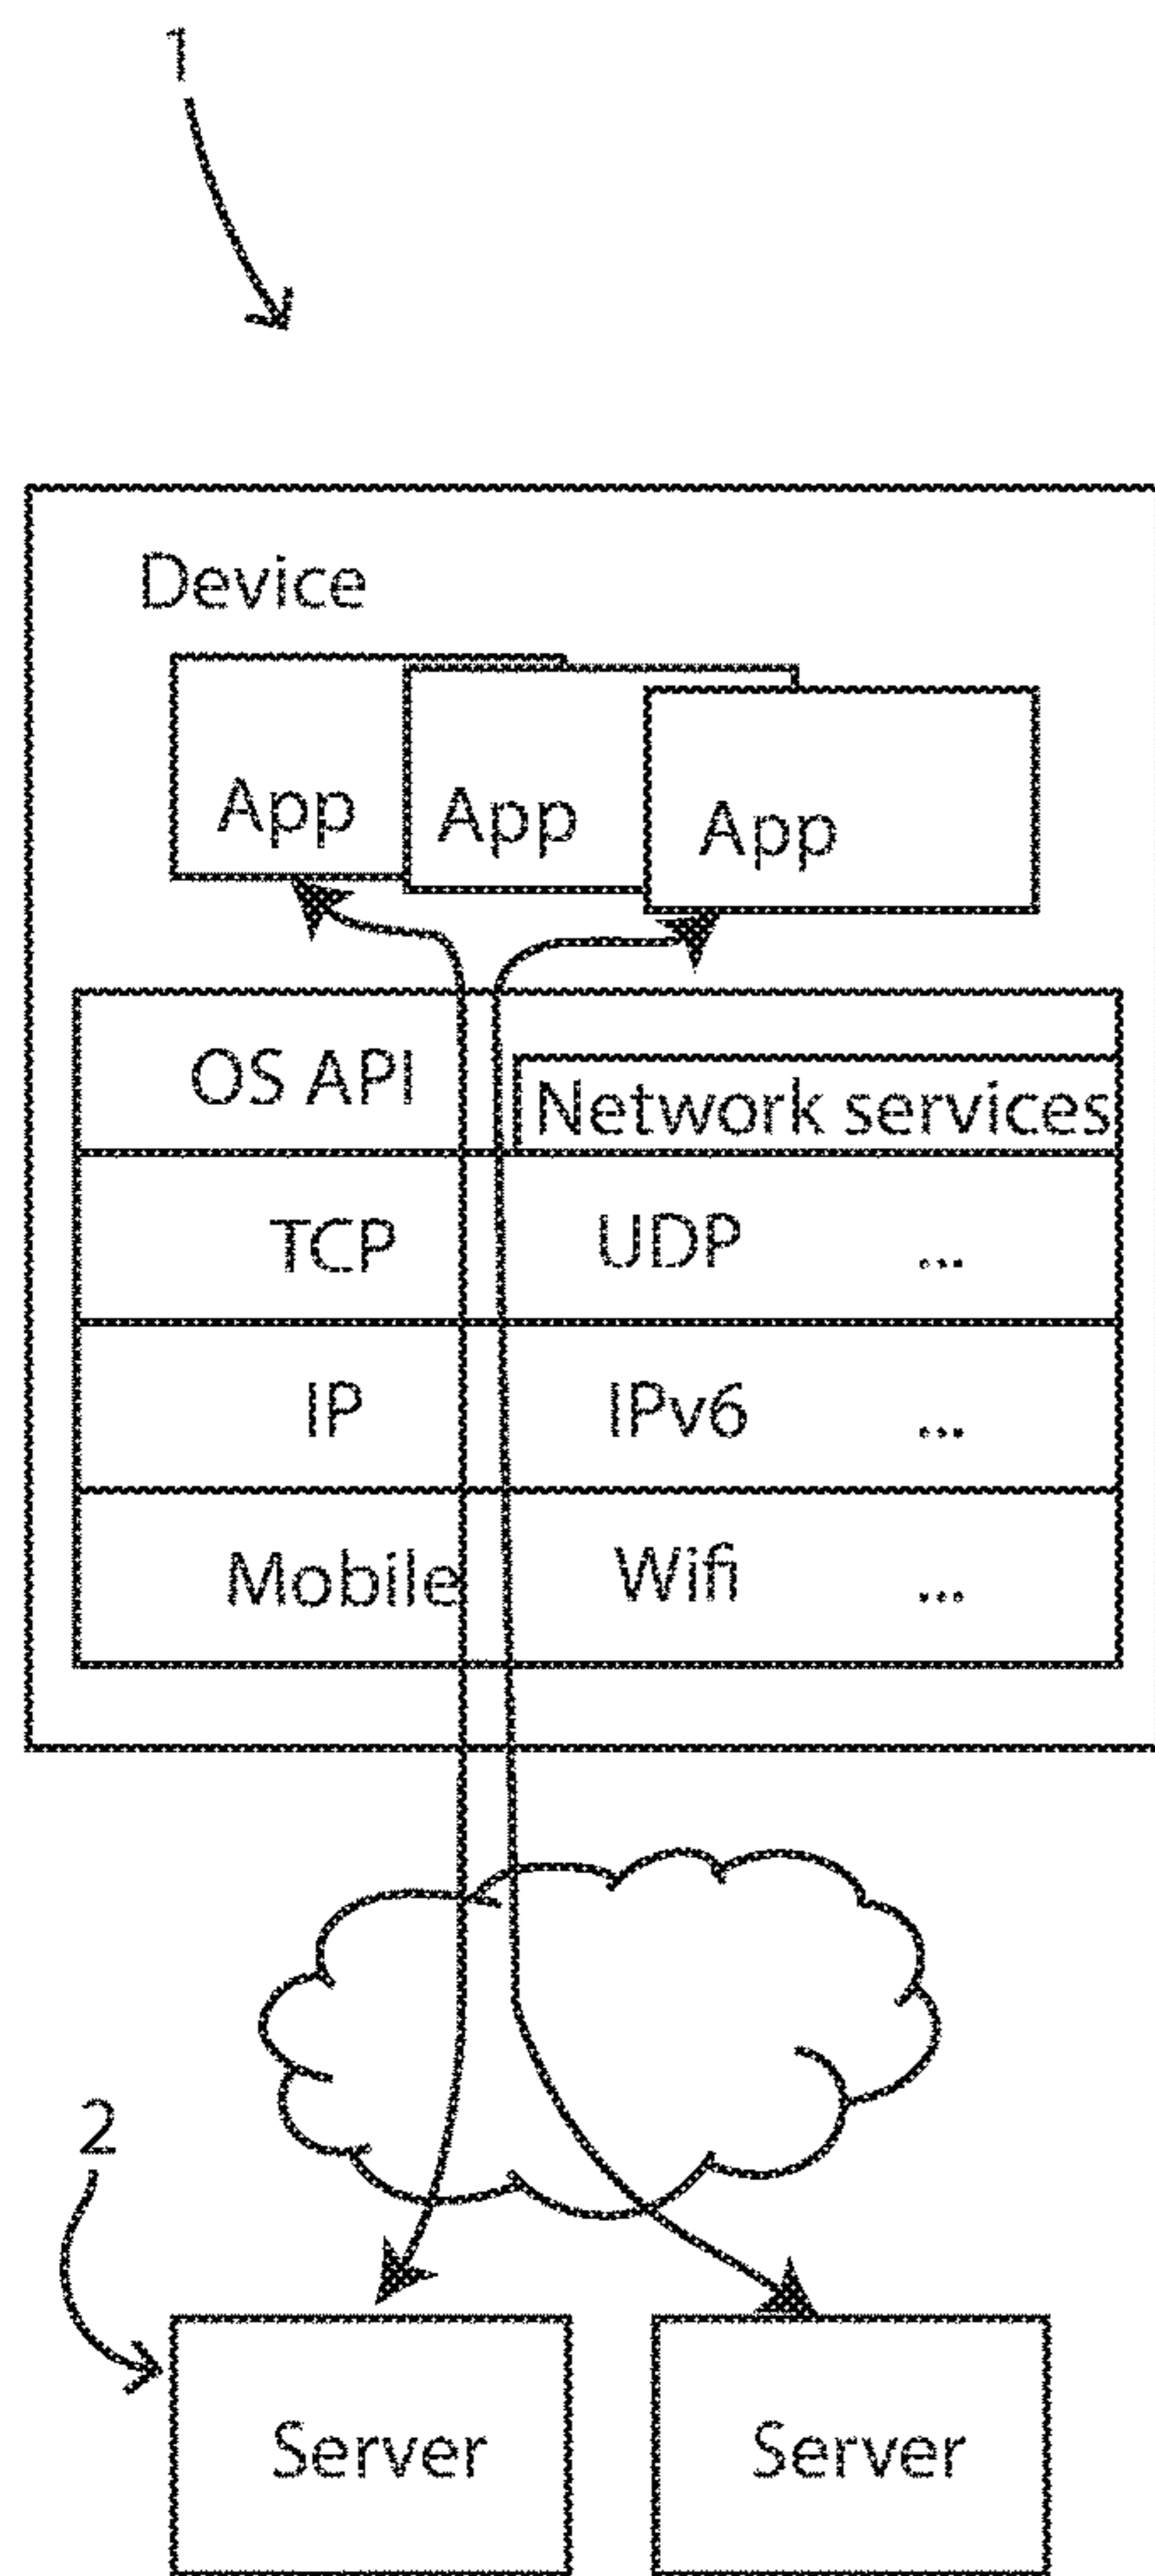 1
Device
App App App
OS API
Network services
TCP UDP ...
IP IPv6 ...
Mobile Wifi ...
2
Server Server